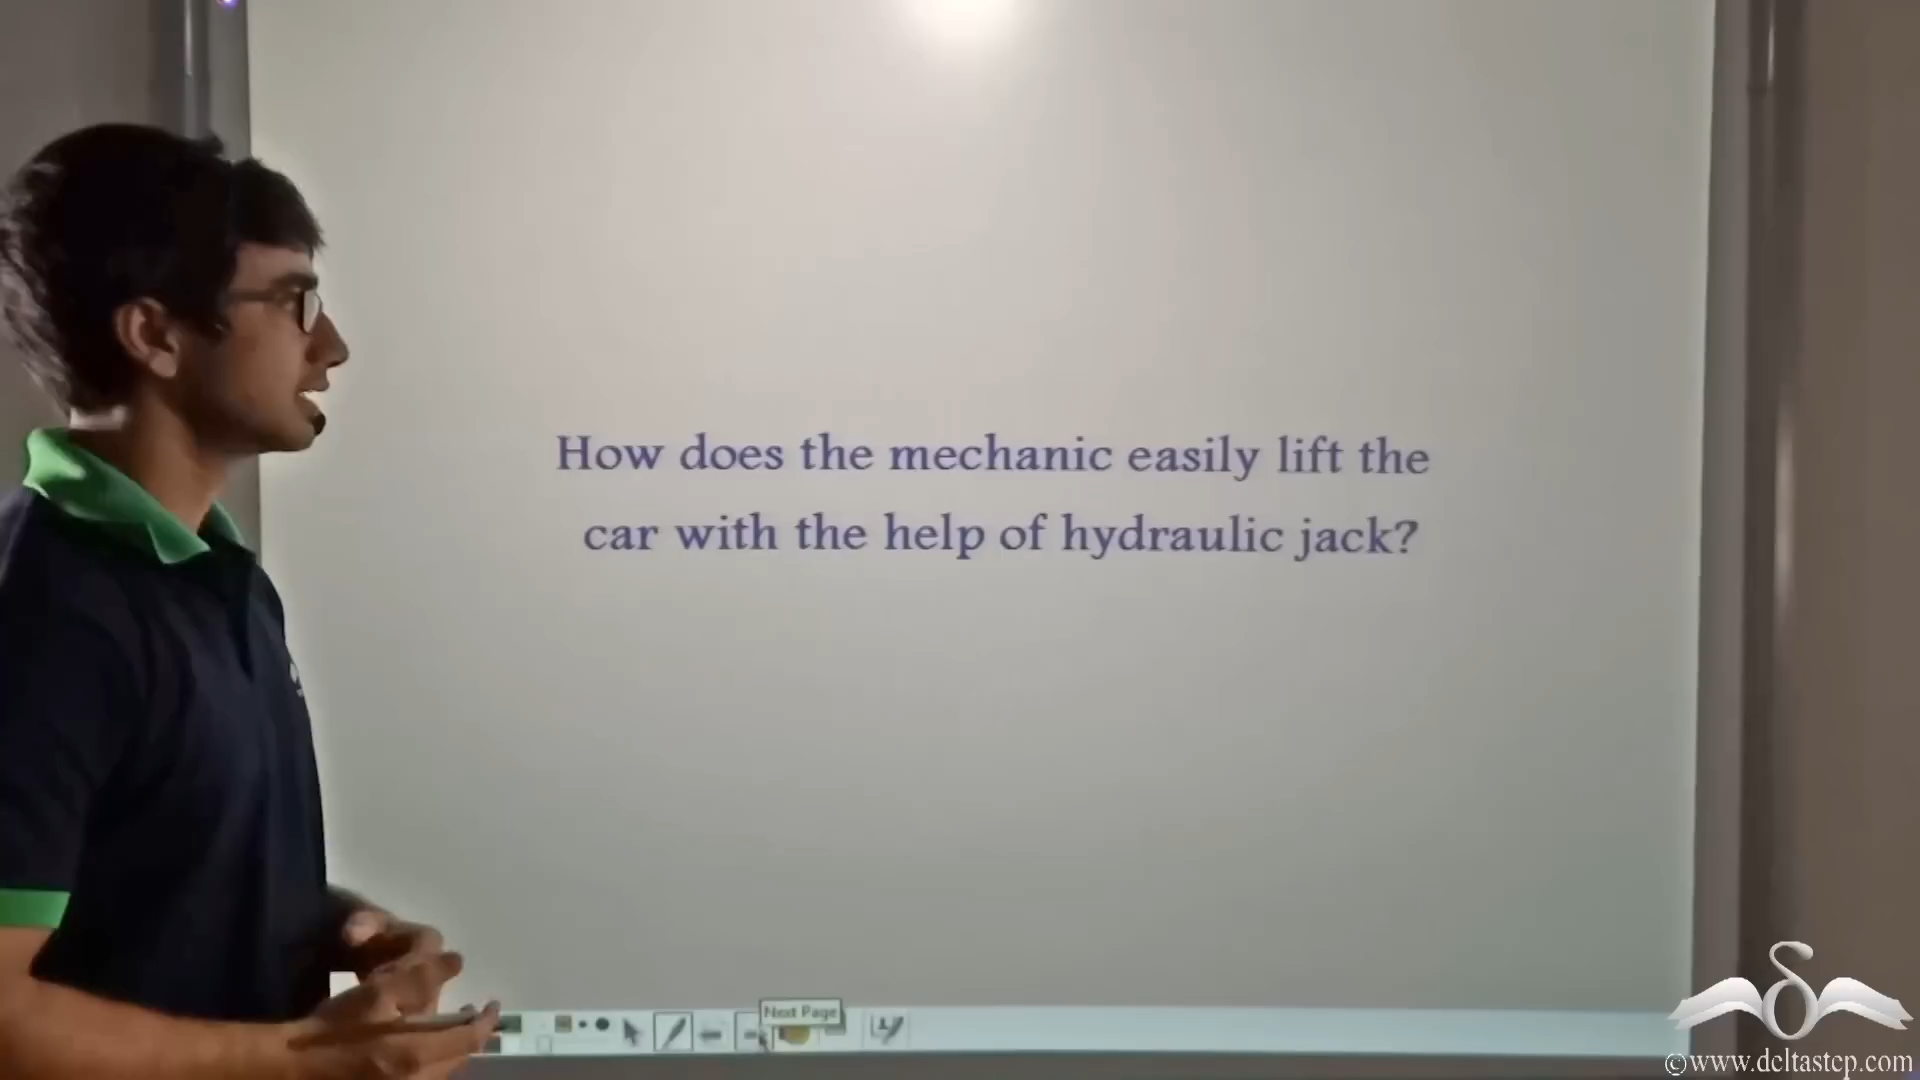 How does the mechanic easily lift the
car with the help of hydraulic jack?
Next Page
©www.deltastep.com